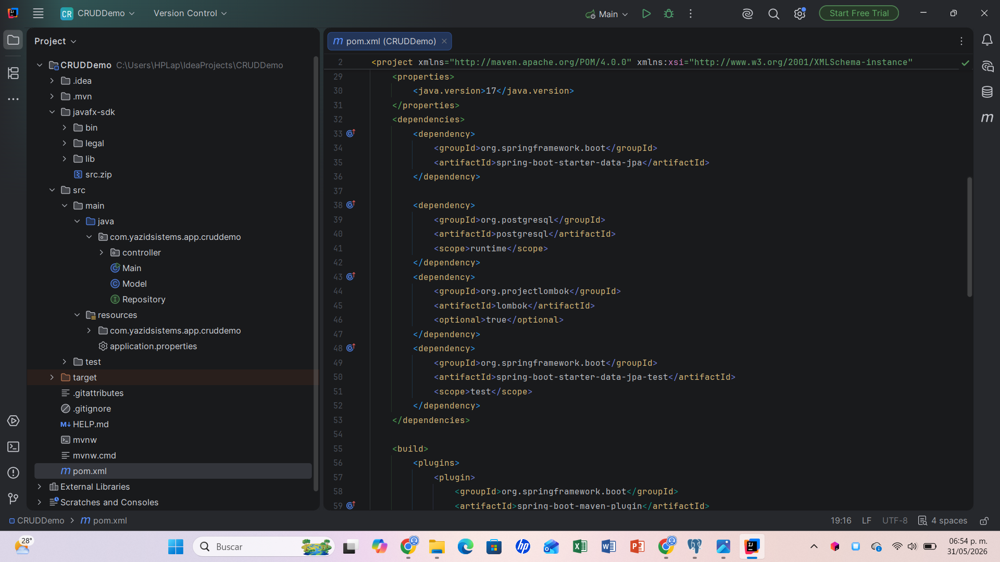 CR CRUDDemo Version Control Main Start Free Trial
Project
CRUDDemo C:\Users\HPLap\IdeaProjects\CRUDDemo
.idea
.mvn
javafx-sdk
bin
legal
lib
src.zip
src
main
java
com.yazidsistems.app.cruddemo
controller
Main
Model
Repository
resources
com.yazidsistems.app.cruddemo
application.properties
test
target
.gitattributes
.gitignore
HELP.md
mvnw
mvnw.cmd
pom.xml
External Libraries
Scratches and Consoles
pom.xml (CRUDDemo)
2 <project xmlns="http://maven.apache.org/POM/4.0.0" xmlns:xsi="http://www.w3.org/2001/XMLSchema-instance"
29 <properties>
30 <java.version>17</java.version>
31 </properties>
32 <dependencies>
33 <dependency>
34 <groupId>org.springframework.boot</groupId>
35 <artifactId>spring-boot-starter-data-jpa</artifactId>
36 </dependency>
37
38 <dependency>
39 <groupId>org.postgresql</groupId>
40 <artifactId>postgresql</artifactId>
41 <scope>runtime</scope>
42 </dependency>
43 <dependency>
44 <groupId>org.projectlombok</groupId>
45 <artifactId>lombok</artifactId>
46 <optional>true</optional>
47 </dependency>
48 <dependency>
49 <groupId>org.springframework.boot</groupId>
50 <artifactId>spring-boot-starter-data-jpa-test</artifactId>
51 <scope>test</scope>
52 </dependency>
53 </dependencies>
54
55 <build>
56 <plugins>
57 <plugin>
58 <groupId>org.springframework.boot</groupId>
59 <artifactId>spring-boot-maven-plugin</artifactId>
CRUDDemo pom.xml 19:16 LF UTF-8 4 spaces
28° Buscar 06:54 p. m.
31/05/2026